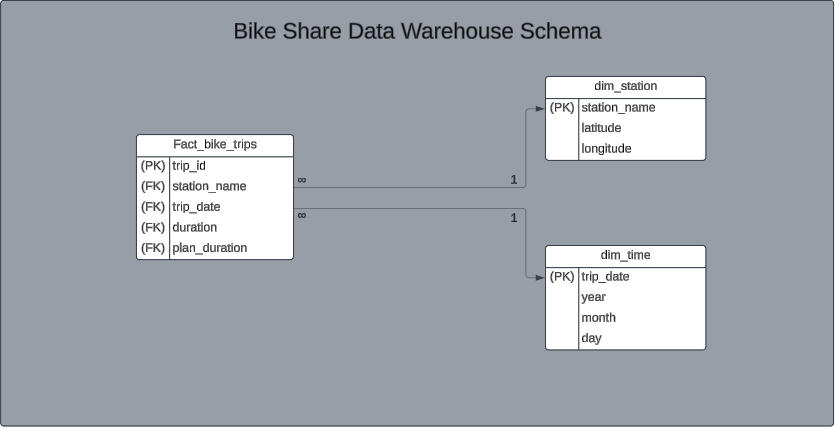 Bike Share Data Warehouse Schema
dim_station
(PK) station_name
latitude
longitude
Fact_bike_trips
(PK) trip_id
(FK) station_name
(FK) trip_date
(FK) duration
(FK) plan_duration
∞ 1
∞ 1
dim_time
(PK) trip_date
year
month
day